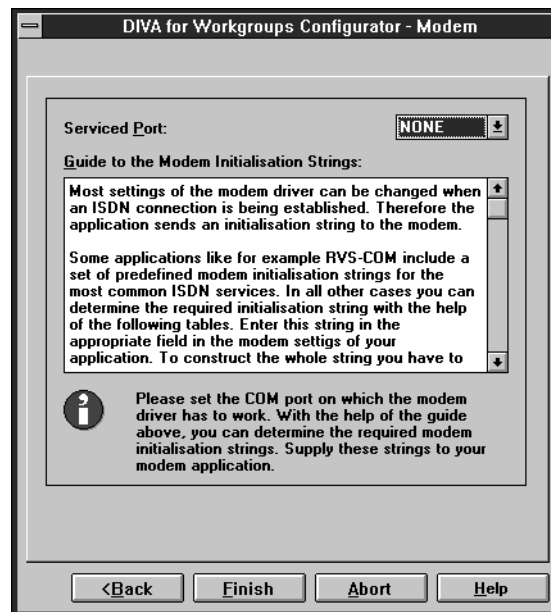 DIVA for Workgroups Configurator - Modem
Serviced Port: NONE
Guide to the Modem Initialisation Strings:
Most settings of the modem driver can be changed when
an ISDN connection is being established. Therefore the
application sends an initialisation string to the modem.
Some applications like for example RVS-COM include a
set of predefined modem initialisation strings for the
most common ISDN services. In all other cases you can
determine the required initialisation string with the help
of the following tables. Enter this string in the
appropriate field in the modem settigs of your
application. To construct the whole string you have to
Please set the COM port on which the modem
driver has to work. With the help of the guide
above, you can determine the required modem
initialisation strings. Supply these strings to your
modem application.
<Back Finish Abort Help